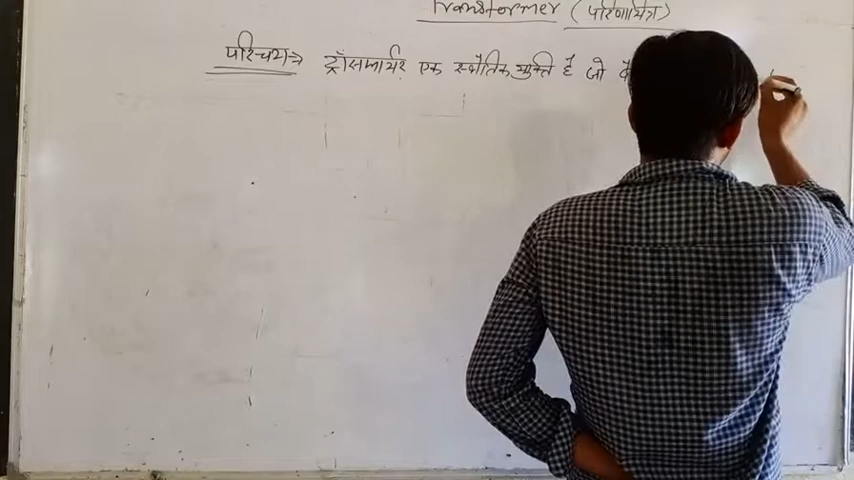 Transformer (परिणामित्र)
परिचय→ ट्रांसफार्मर एक स्थैतिक युक्ति है जो